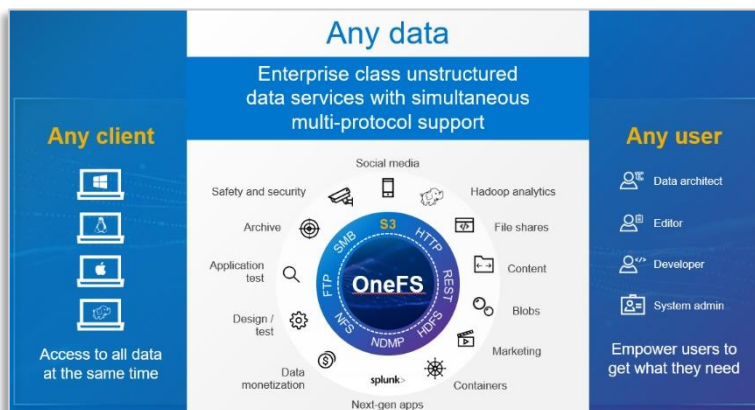 Any data
Enterprise class unstructured
data services with simultaneous
multi-protocol support
Any client
Access to all data
at the same time
Social media
Safety and security
Hadoop analytics
Archive
File shares
Application
test
Content
Design /
test
Blobs
Data
monetization
Marketing
Containers
splunk>
Next-gen apps
S3
HTTP
REST
HDFS
NDMP
NFS
FTP
SMB
OneFS
Any user
Data architect
Editor
Developer
System admin
Empower users to
get what they need